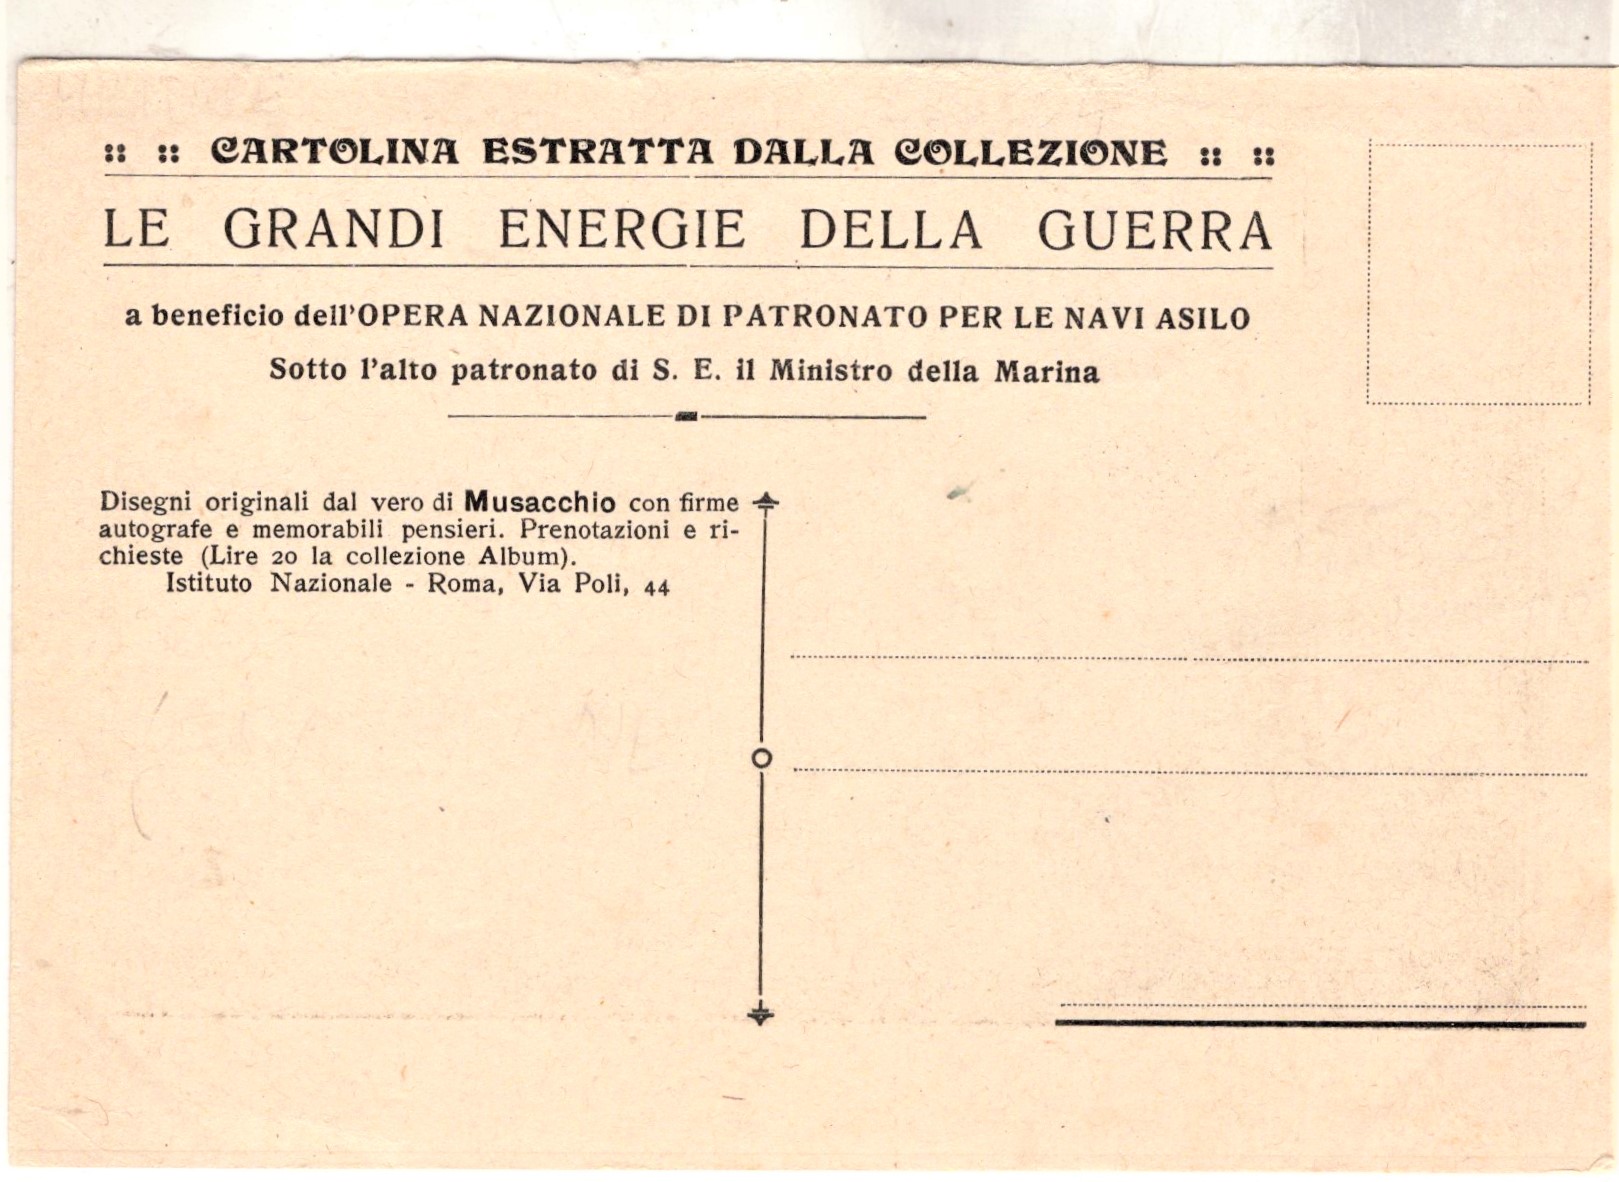 :: :: CARTOLINA ESTRATTA DALLA COLLEZIONE :: ::
LE GRANDI ENERGIE DELLA GUERRA
a beneficio dell'OPERA NAZIONALE DI PATRONATO PER LE NAVI ASILO
Sotto l'alto patronato di S. E. il Ministro della Marina
Disegni originali dal vero di Musacchio con firme
autografe e memorabili pensieri. Prenotazioni e ri-
chieste (Lire 20 la collezione Album).
Istituto Nazionale - Roma, Via Poli, 44